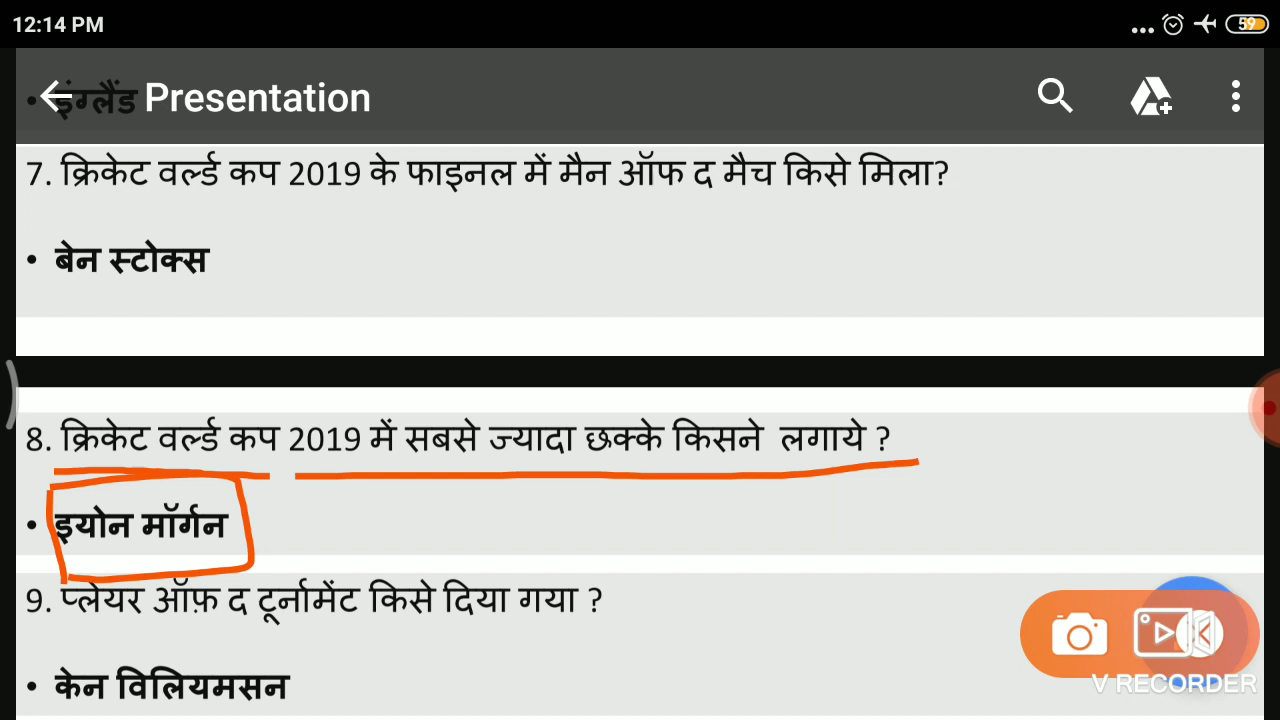 12:14 PM
59
• इंग्लैंड
Presentation
7. क्रिकेट वर्ल्ड कप 2019 के फाइनल में मैन ऑफ द मैच किसे मिला?
• बेन स्टोक्स
8. क्रिकेट वर्ल्ड कप 2019 में सबसे ज्यादा छक्के किसने लगाये ?
• इयोन मॉर्गन
9. प्लेयर ऑफ़ द टूर्नामेंट किसे दिया गया ?
• केन विलियमसन
V RECORDER